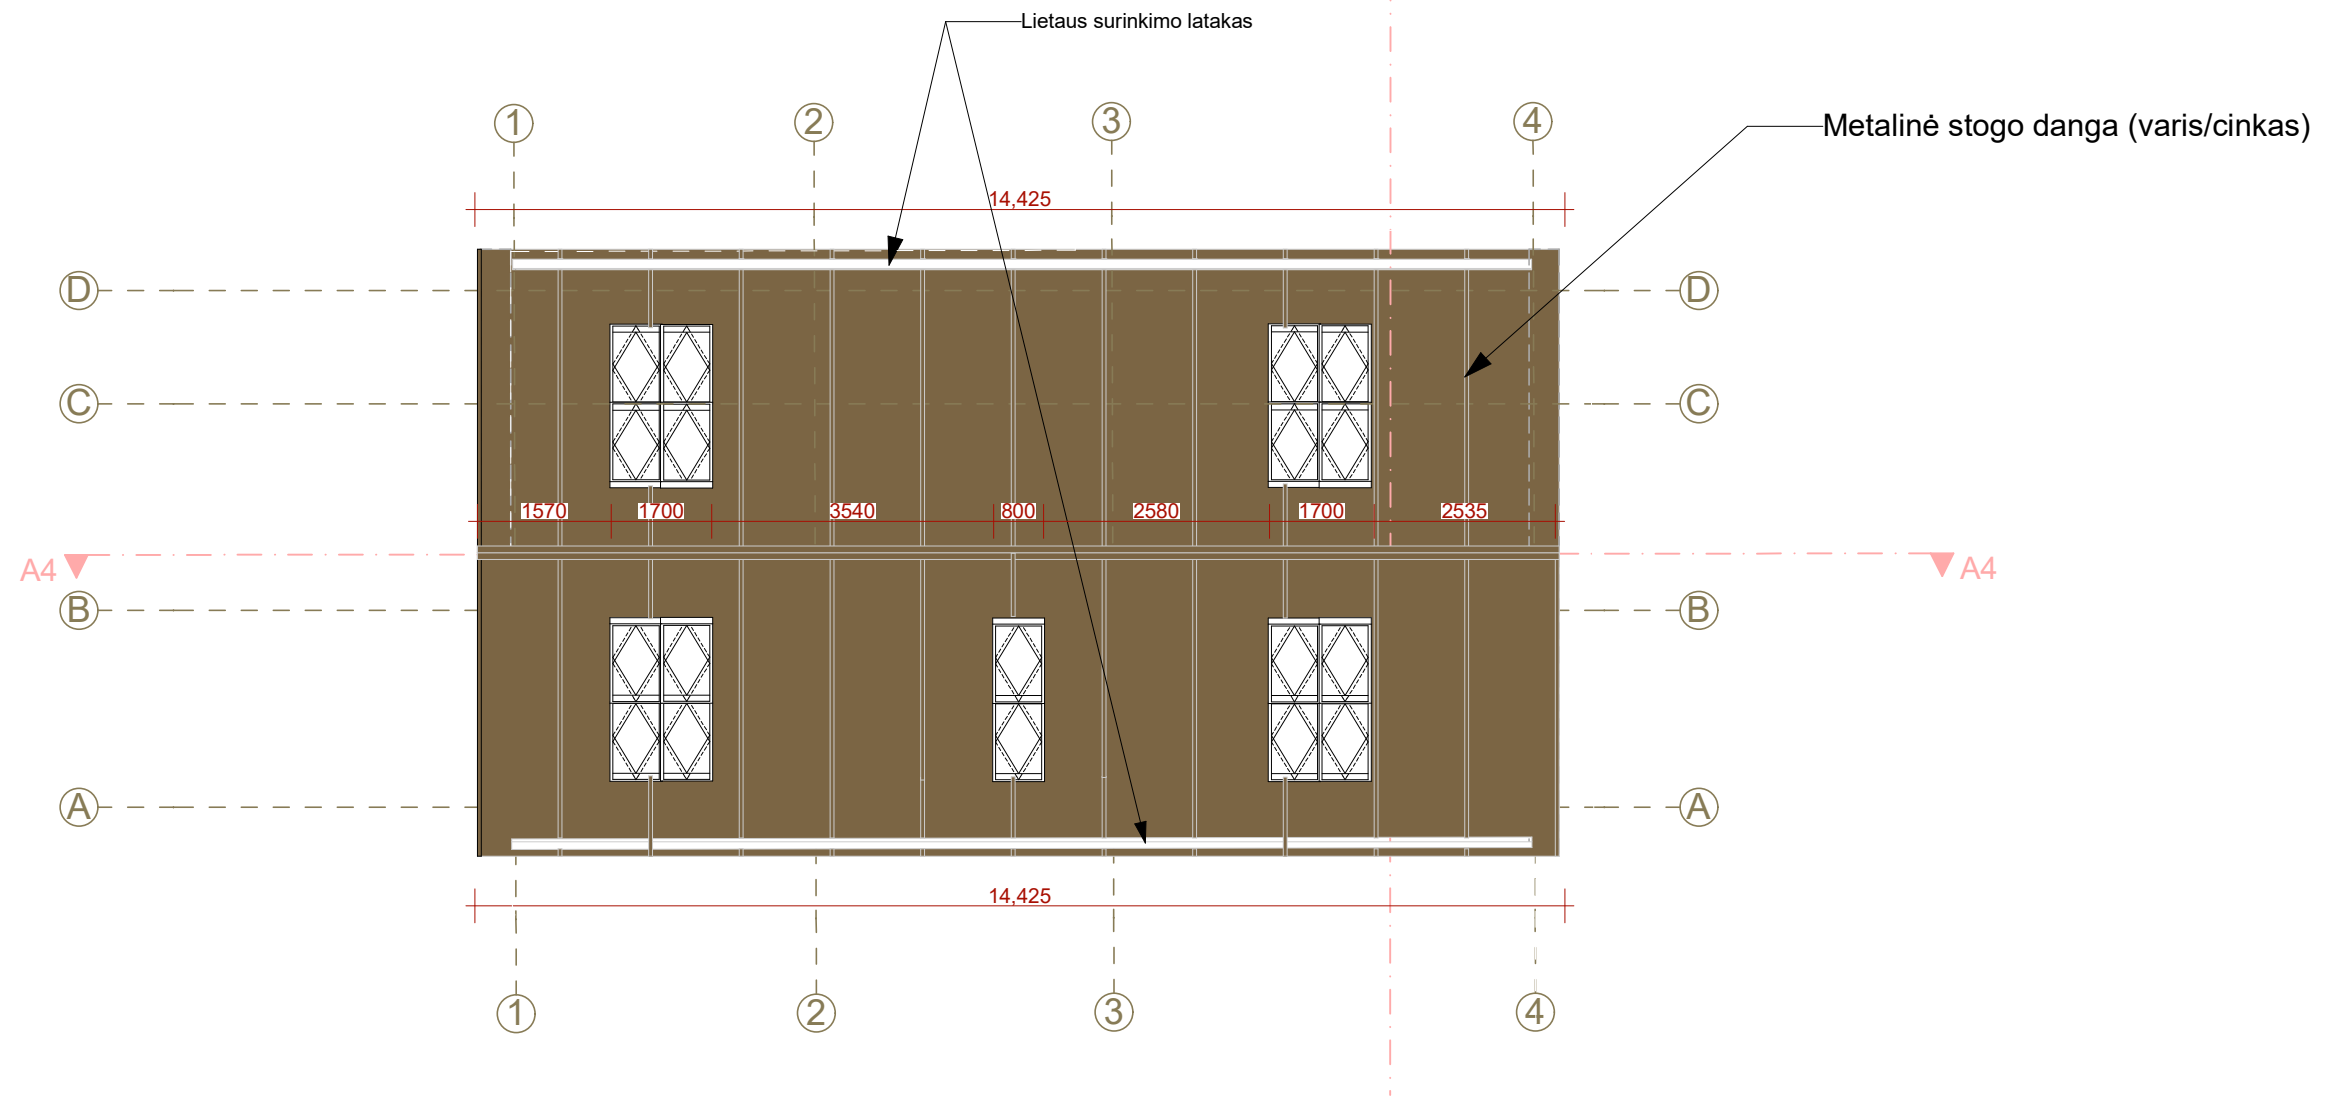 Lietaus surinkimo latakas
1 2 3 4
Metalinė stogo danga (varis/cinkas)
14,425
D D
C C
1570 1700 3540 800 2580 1700 2535
A4 A4
B B
A A
14,425
1 2 3 4